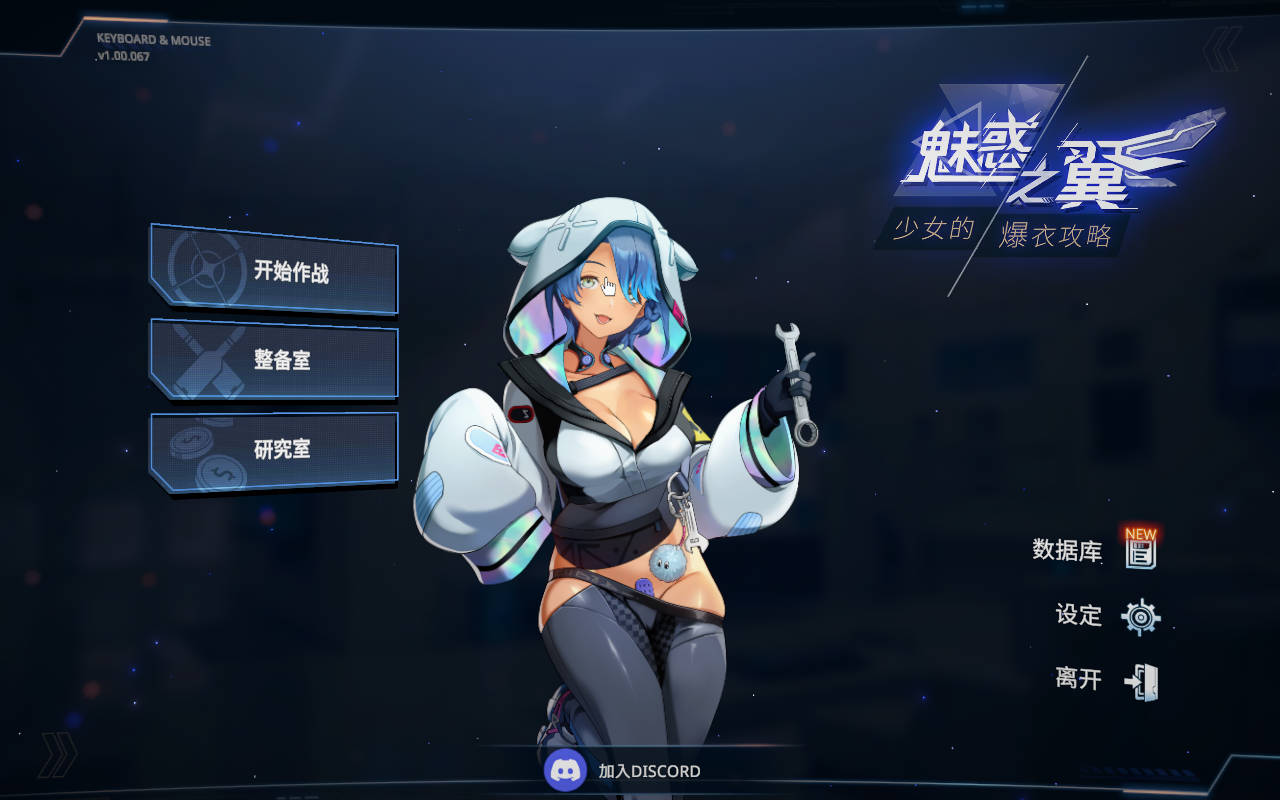 KEYBOARD & MOUSE
v1.00.067
魅惑之翼
少女的 爆衣攻略
开始作战
整备室
研究室
NEW
数据库
设定
离开
加入DISCORD